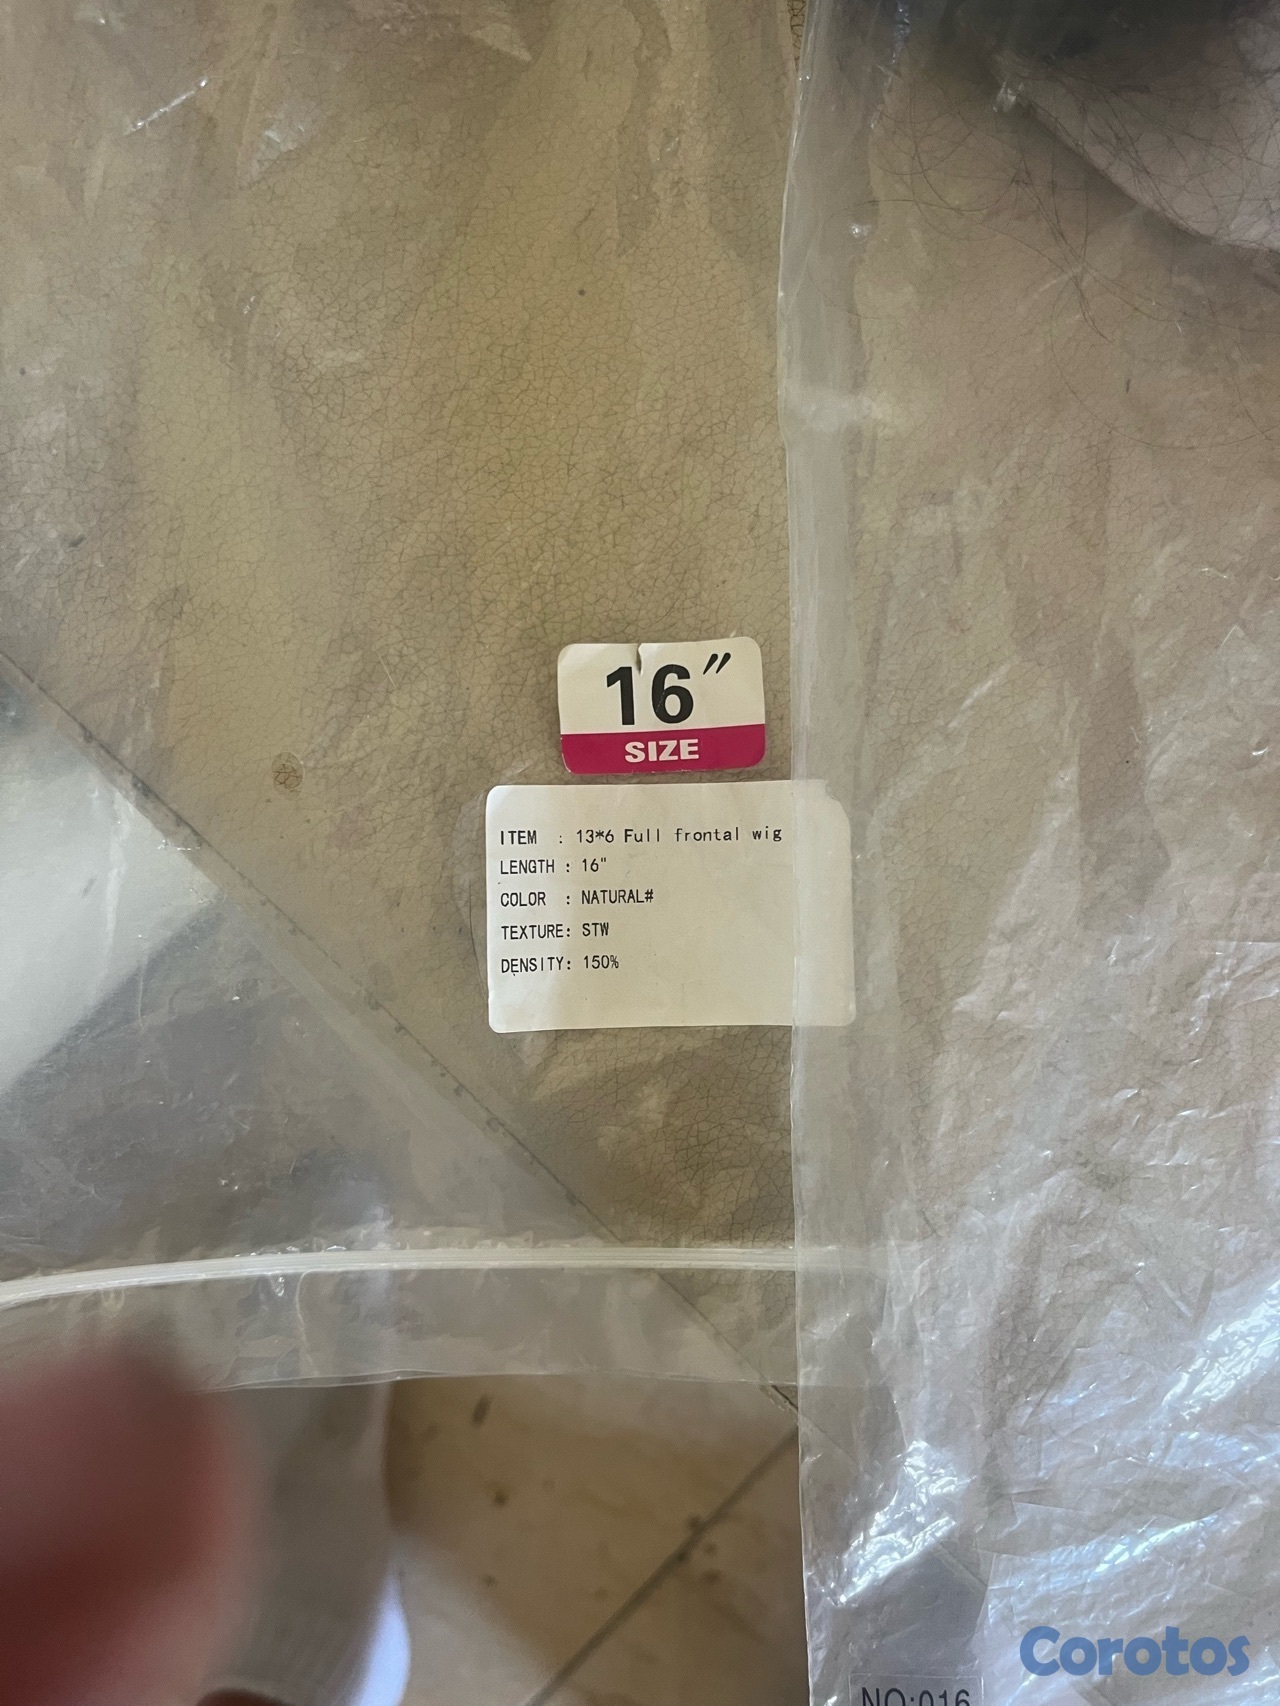 16"
SIZE
ITEM : 13*6 Full frontal wig
LENGTH : 16"
COLOR : NATURAL#
TEXTURE: STW
DENSITY: 150%
NO:016
Corotos